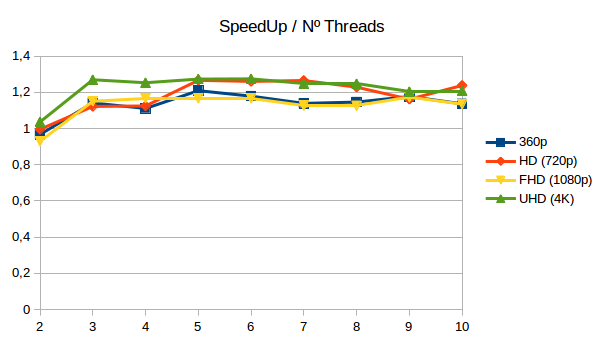 SpeedUp / Nº Threads
1,4
1,2
1
0,8
0,6
0,4
0,2
0
2 3 4 5 6 7 8 9 10
360p
HD (720p)
FHD (1080p)
UHD (4K)